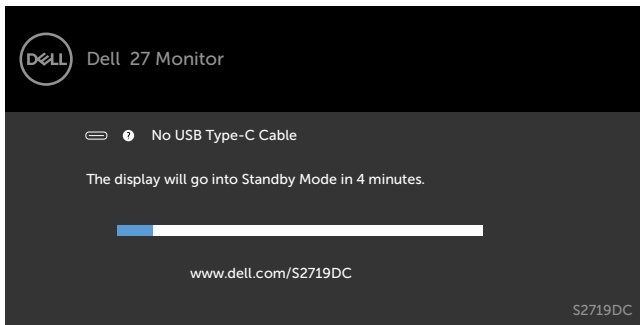 DELL
Dell 27 Monitor
? No USB Type-C Cable
The display will go into Standby Mode in 4 minutes.
www.dell.com/S2719DC
S2719DC